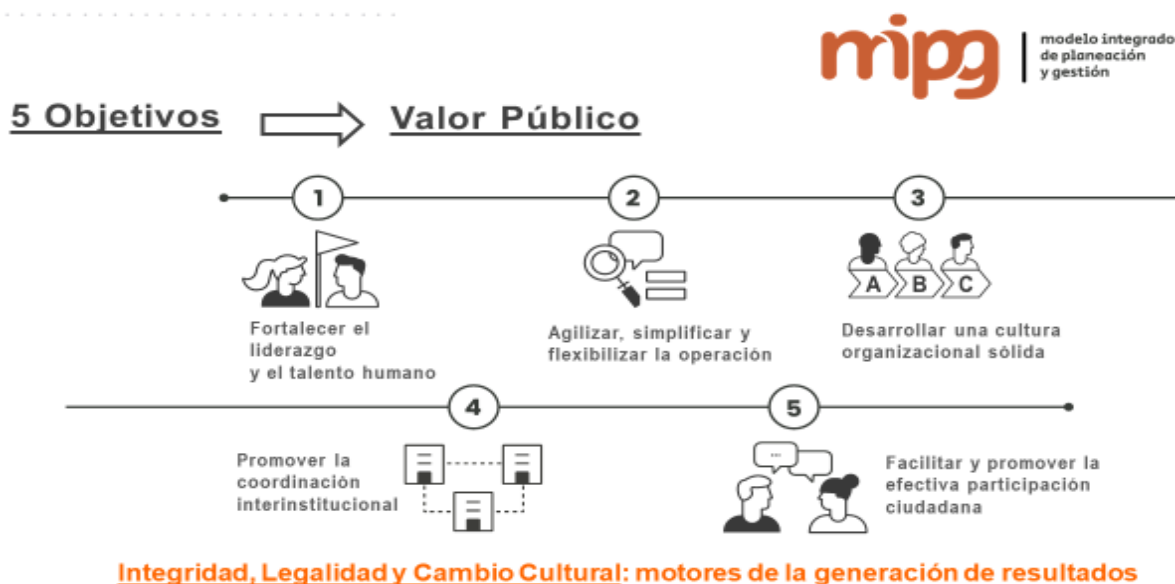 mipg
modelo integrado
de planeación
y gestión
5 Objetivos
Valor Público
1
2
3
A B C
Fortalecer el
liderazgo
y el talento humano
Agilizar, simplificar y
flexibilizar la operación
Desarrollar una cultura
organizacional sólida
4
5
Promover la
coordinación
interinstitucional
...
Facilitar y promover la
efectiva participación
ciudadana
Integridad, Legalidad y Cambio Cultural: motores de la generación de resultados